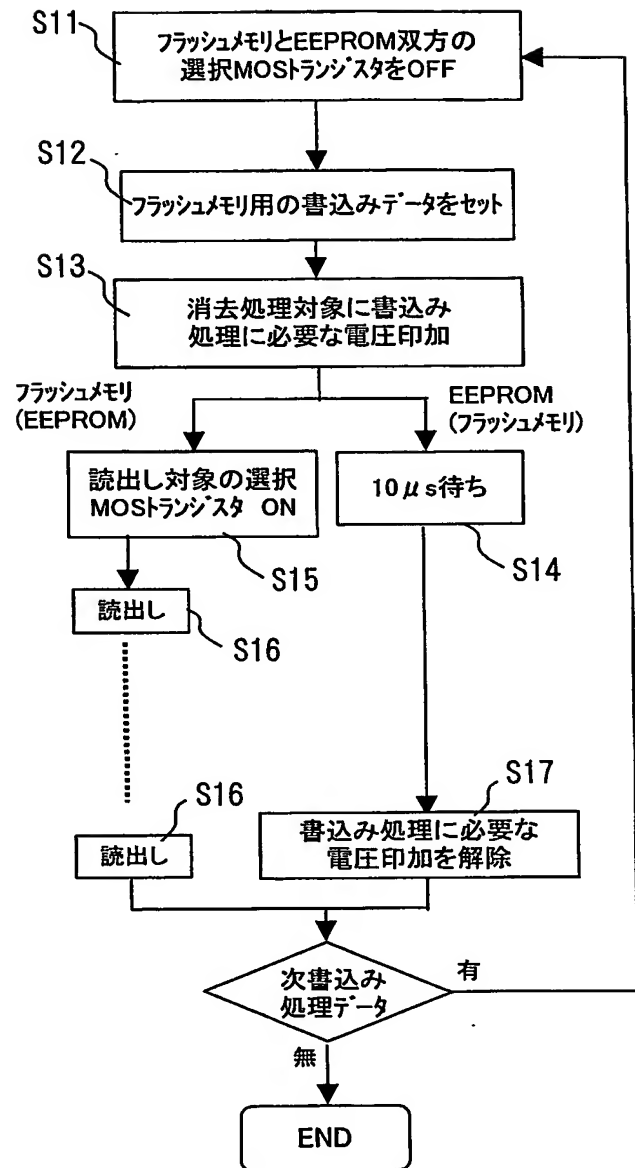 S11
フラッシュメモリとEEPROM双方の
選択MOSトランジスタをOFF
S12
フラッシュメモリ用の書込みデータをセット
S13
消去処理対象に書込み
処理に必要な電圧印加
フラッシュメモリ
(EEPROM)
EEPROM
(フラッシュメモリ)
読出し対象の選択
MOSトランジスタ ON
10μs待ち
S15
S14
読出し
S16
S16
S17
読出し
書込み処理に必要な
電圧印加を解除
次書込み
処理データ
有
無
END